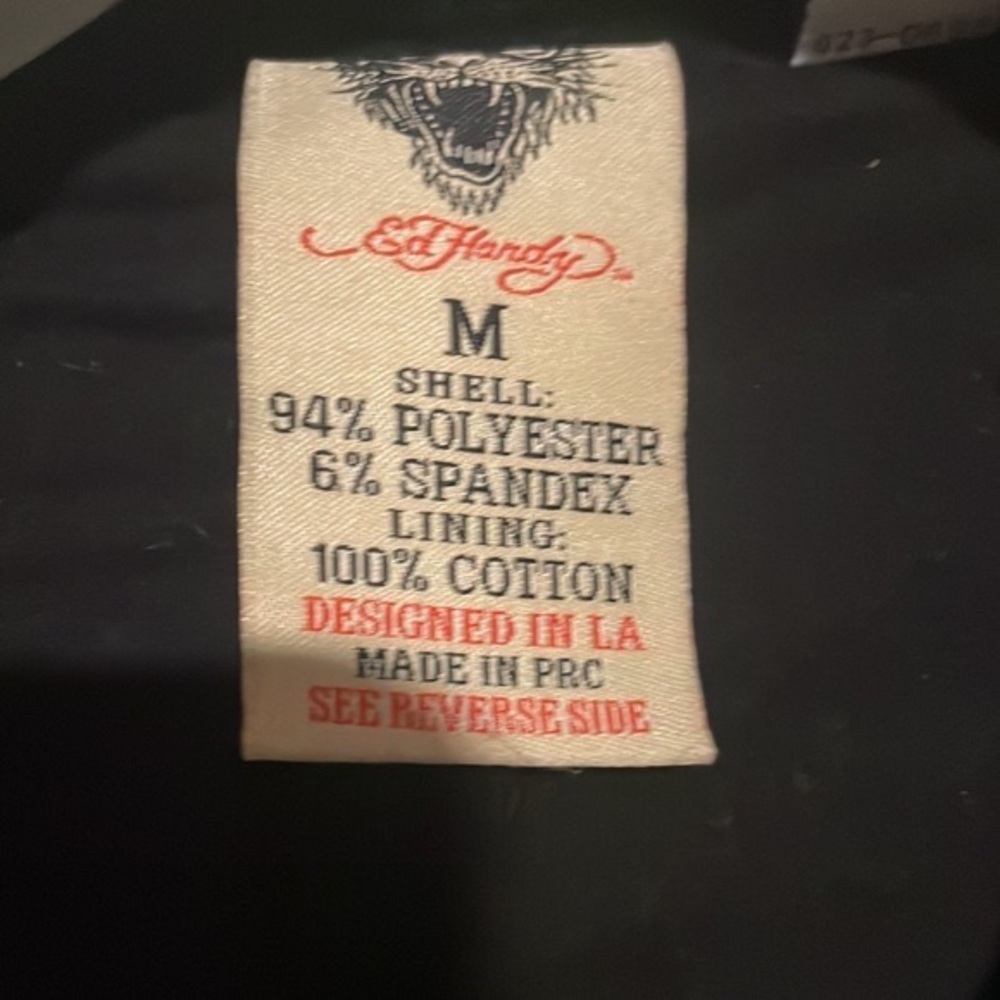 Ed Hardy
M
SHELL:
94% POLYESTER
6% SPANDEX
LINING:
100% COTTON
DESIGNED IN LA
MADE IN PRC
SEE REVERSE SIDE